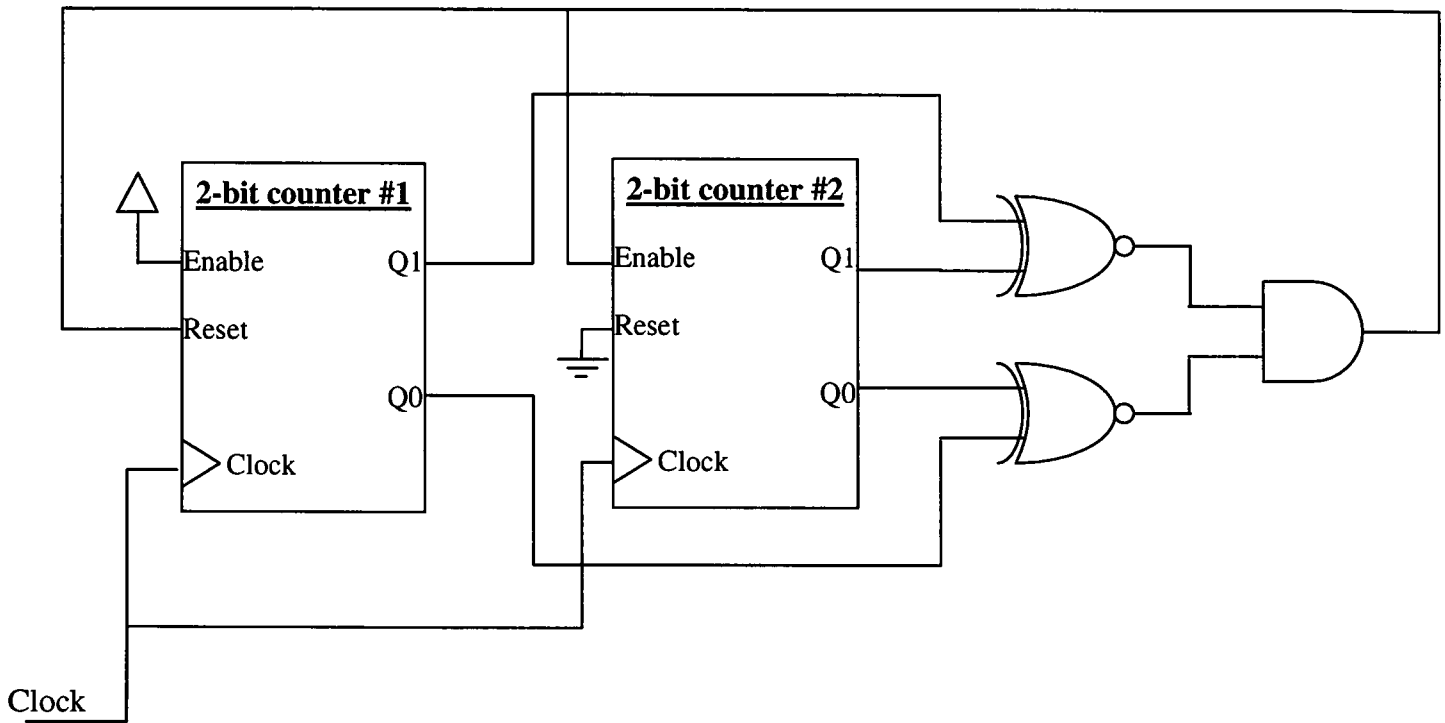 2-bit counter #1
Enable
Q1
Reset
Q0
Clock
2-bit counter #2
Enable
Q1
Reset
Q0
Clock
Clock